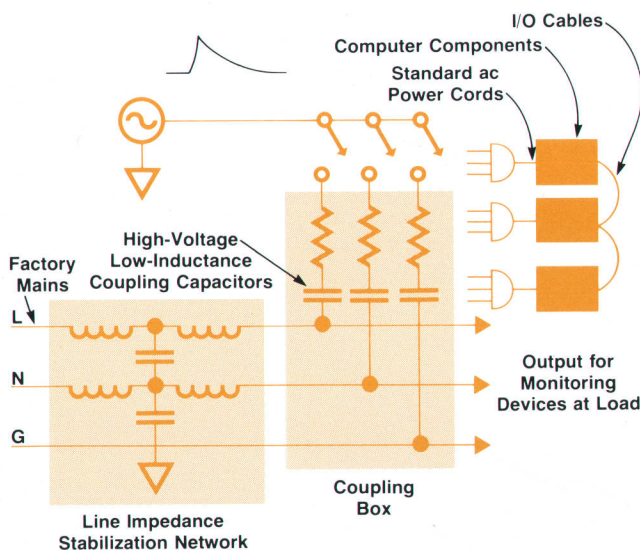 I/O Cables
Computer Components
Standard ac
Power Cords
High-Voltage
Low-Inductance
Coupling Capacitors
Factory
Mains
L
N
G
Output for
Monitoring
Devices at Load
Coupling
Box
Line Impedance
Stabilization Network